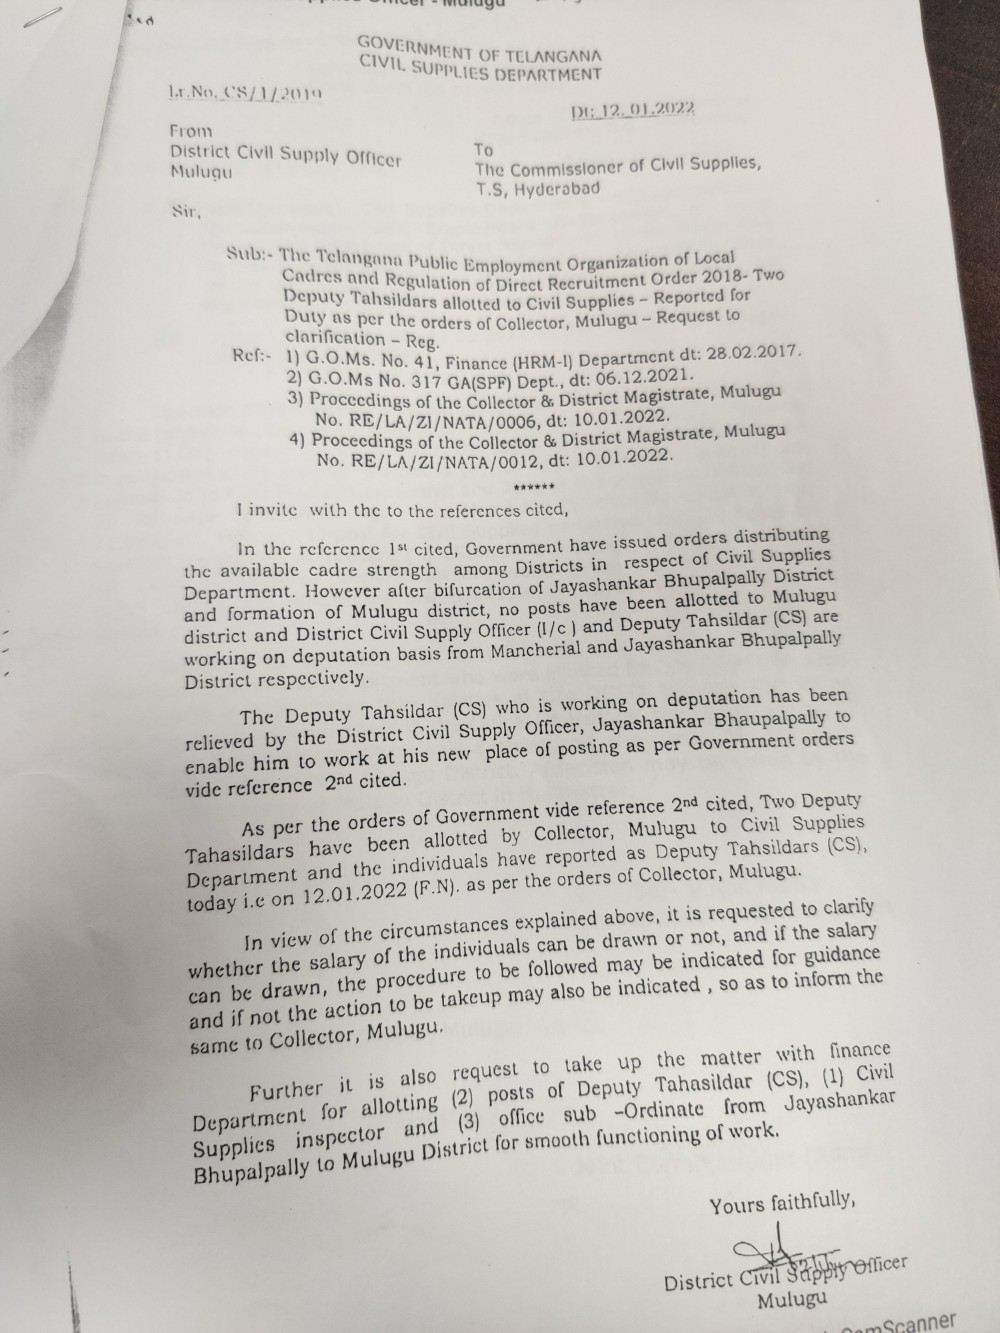 Mulugu
GOVERNMENT OF TELANGANA
CIVIL SUPPLIES DEPARTMENT
Lr.No. CS/1/2019
Dt: 12.01.2022
From
District Civil Supply Officer
Mulugu
To
The Commissioner of Civil Supplies,
T.S, Hyderabad
Sir,
Sub:- The Telangana Public Employment Organization of Local
Cadres and Regulation of Direct Recruitment Order 2018- Two
Deputy Tahsildars allotted to Civil Supplies – Reported for
Duty as per the orders of Collector, Mulugu – Request to
clarification – Reg.
Ref:- 1) G.O.Ms. No. 41, Finance (HRM-I) Department dt: 28.02.2017.
2) G.O.Ms No. 317 GA(SPF) Dept., dt: 06.12.2021.
3) Proceedings of the Collector & District Magistrate, Mulugu
No. RE/LA/ZI/NATA/0006, dt: 10.01.2022.
4) Proceedings of the Collector & District Magistrate, Mulugu
No. RE/LA/ZI/NATA/0012, dt: 10.01.2022.
******
I invite with the to the references cited,
In the reference 1st cited, Government have issued orders distributing
the available cadre strength among Districts in respect of Civil Supplies
Department. However after bifurcation of Jayashankar Bhupalpally District
and formation of Mulugu district, no posts have been allotted to Mulugu
district and District Civil Supply Officer (I/c ) and Deputy Tahsildar (CS) are
working on deputation basis from Mancherial and Jayashankar Bhupalpally
District respectively.
The Deputy Tahsildar (CS) who is working on deputation has been
relieved by the District Civil Supply Officer, Jayashankar Bhaupalpally to
enable him to work at his new place of posting as per Government orders
vide reference 2nd cited.
As per the orders of Government vide reference 2nd cited, Two Deputy
Tahasildars have been allotted by Collector, Mulugu to Civil Supplies
Department and the individuals have reported as Deputy Tahsildars (CS),
today i.e on 12.01.2022 (F.N). as per the orders of Collector, Mulugu.
In view of the circumstances explained above, it is requested to clarify
whether the salary of the individuals can be drawn or not, and if the salary
can be drawn, the procedure to be followed may be indicated for guidance
and if not the action to be takeup may also be indicated , so as to inform the
same to Collector, Mulugu.
Further it is also request to take up the matter with finance
Department for allotting (2) posts of Deputy Tahasildar (CS), (1) Civil
Supplies inspector and (3) office sub –Ordinate from Jayashankar
Bhupalpally to Mulugu District for smooth functioning of work.
Yours faithfully,
District Civil Supply Officer
Mulugu
CamScanner